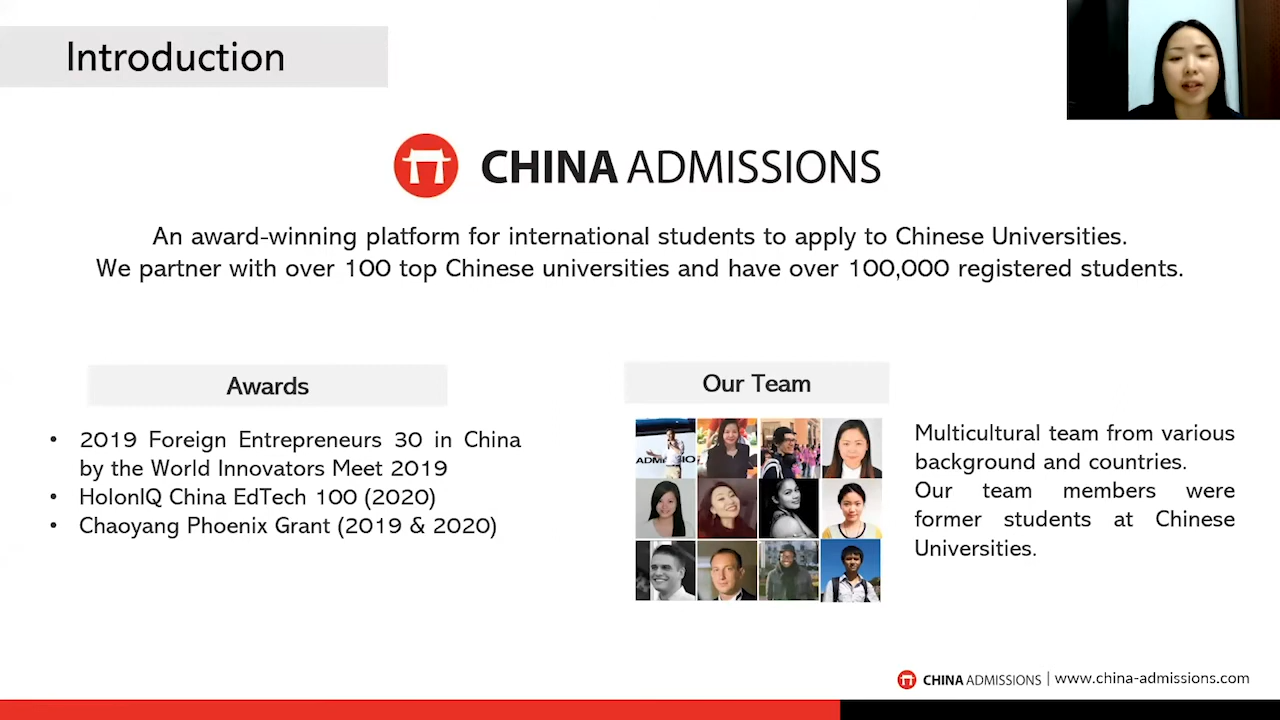 Introduction
CHINA ADMISSIONS
An award-winning platform for international students to apply to Chinese Universities.
We partner with over 100 top Chinese universities and have over 100,000 registered students.
Awards
• 2019 Foreign Entrepreneurs 30 in China
by the World Innovators Meet 2019
• HolonIQ China EdTech 100 (2020)
• Chaoyang Phoenix Grant (2019 & 2020)
Our Team
Multicultural team from various
background and countries.
Our team members were
former students at Chinese
Universities.
CHINA ADMISSIONS | www.china-admissions.com